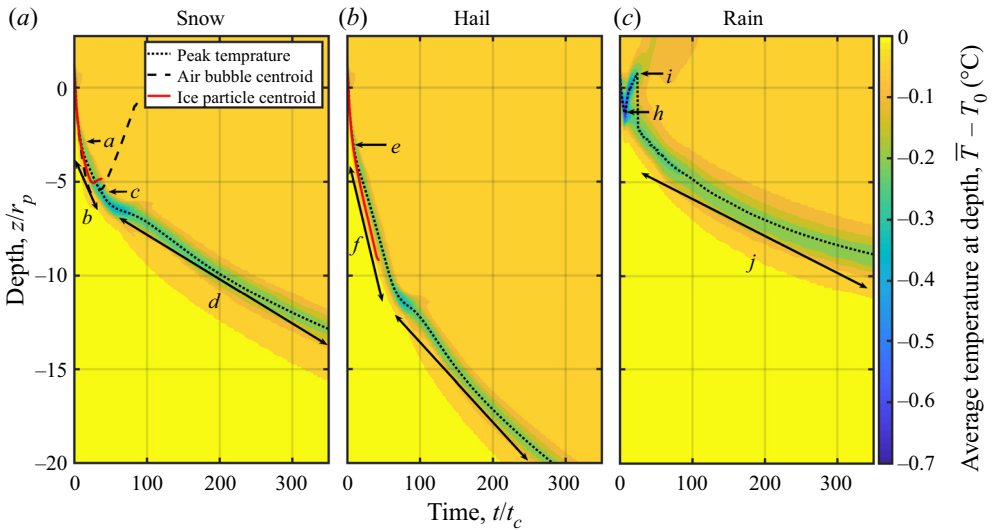 (a) Snow
(b) Hail
(c) Rain
Peak temprature
Air bubble centroid
Ice particle centroid
0
−5
−10
−15
−20
Depth, z/r_p
a
b
c
d
e
f
h
i
j
0 100 200 300
0 100 200 300
0 100 200 300
Time, t/t_c
0
−0.1
−0.2
−0.3
−0.4
−0.5
−0.6
−0.7
Average temperature at depth, T̅ − T_0 (°C)